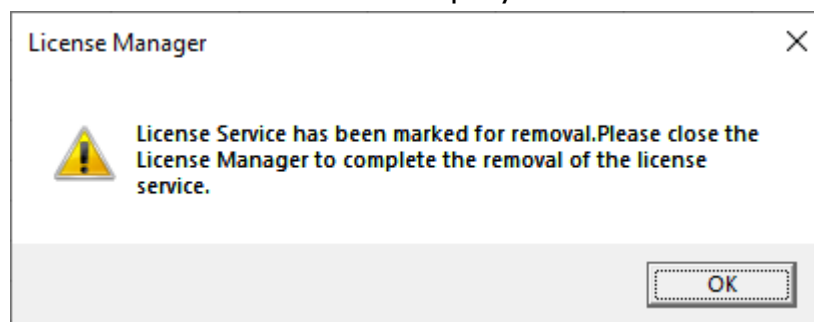 License Manager
License Service has been marked for removal.Please close the
License Manager to complete the removal of the license
service.
OK